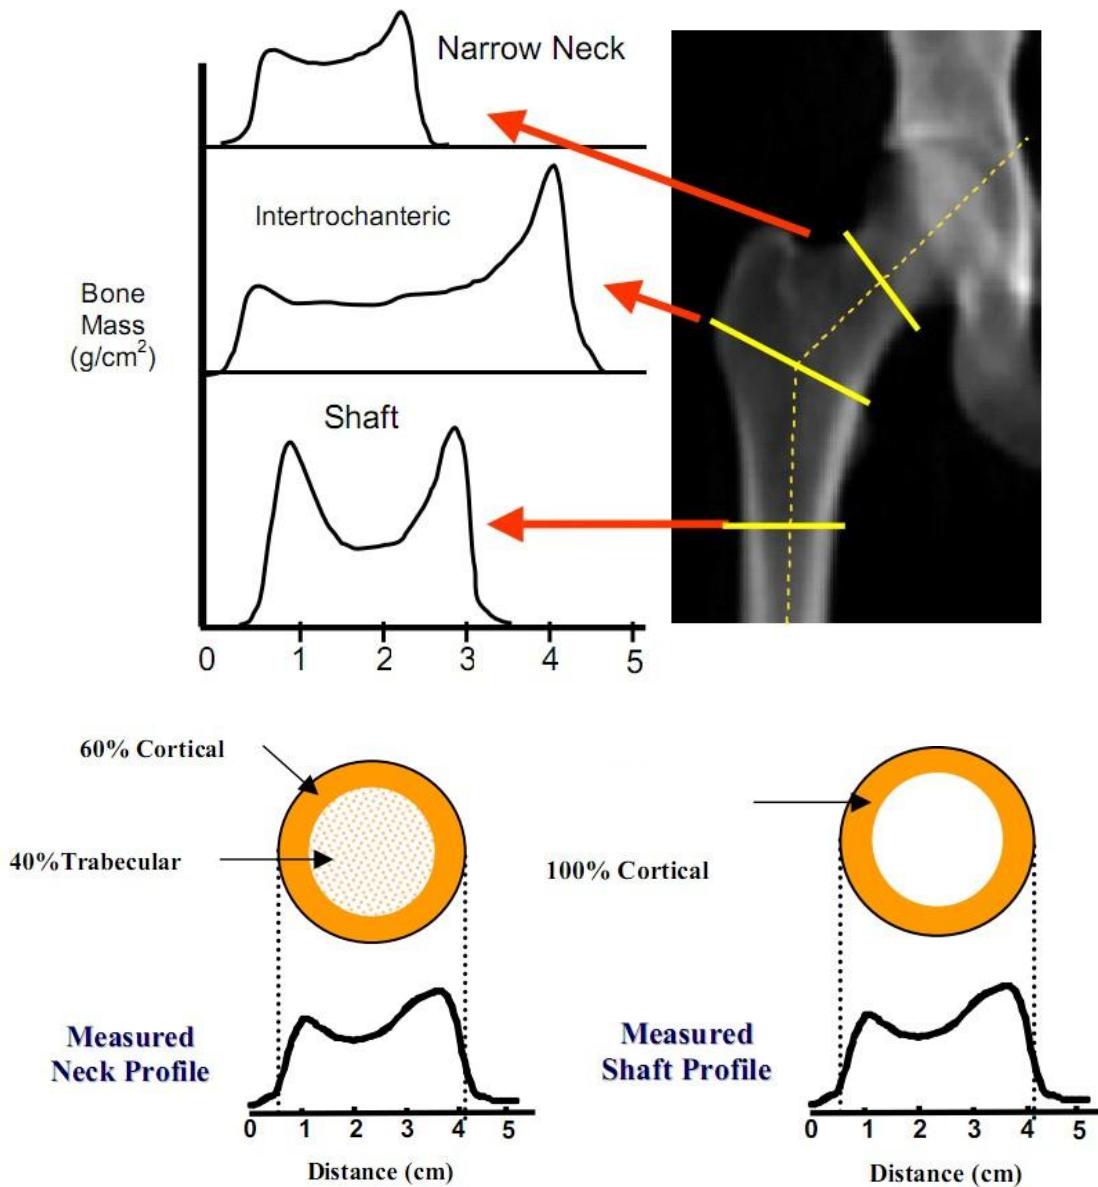 Narrow Neck
Intertrochanteric
Bone
Mass
(g/cm²)
Shaft
0 1 2 3 4 5
60% Cortical
40%Trabecular
100% Cortical
Measured
Neck Profile
0 1 2 3 4 5
Distance (cm)
Measured
Shaft Profile
0 1 2 3 4 5
Distance (cm)